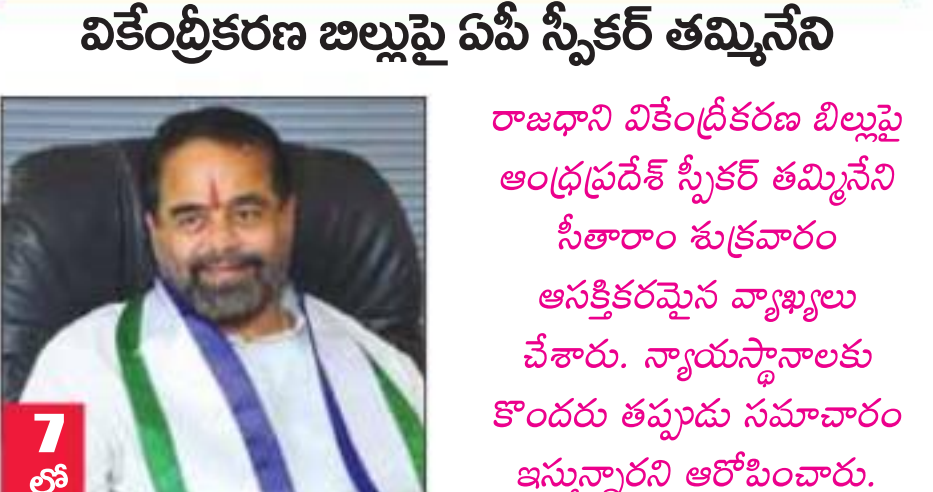 వికేంద్రీకరణ బిల్లుపై ఏపీ స్పీకర్ తమ్మినేని
రాజధాని వికేంద్రీకరణ బిల్లుపై
ఆంధ్రప్రదేశ్ స్పీకర్ తమ్మినేని
సీతారాం శుక్రవారం
ఆసక్తికరమైన వ్యాఖ్యలు
చేశారు. న్యాయస్థానాలకు
కొందరు తప్పుడు సమాచారం
ఇస్తున్నారని ఆరోపించారు.
7
లో